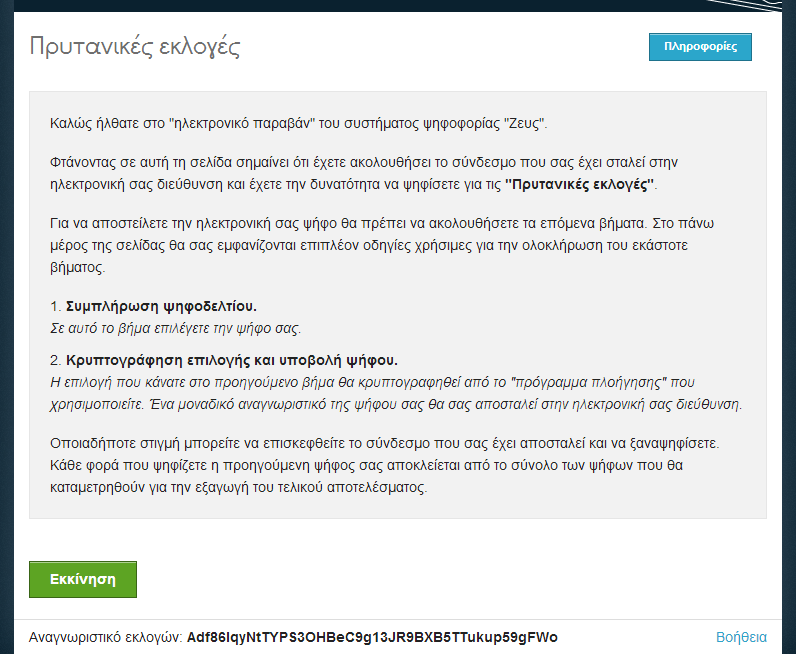 Πρυτανικές εκλογές
Πληροφορίες
Καλώς ήλθατε στο "ηλεκτρονικό παραβάν" του συστήματος ψηφοφορίας "Ζευς".
Φτάνοντας σε αυτή τη σελίδα σημαίνει ότι έχετε ακολουθήσει το σύνδεσμο που σας έχει σταλεί στην
ηλεκτρονική σας διεύθυνση και έχετε την δυνατότητα να ψηφίσετε για τις "Πρυτανικές εκλογές".
Για να αποστείλετε την ηλεκτρονική σας ψήφο θα πρέπει να ακολουθήσετε τα επόμενα βήματα. Στο πάνω
μέρος της σελίδας θα σας εμφανίζονται επιπλέον οδηγίες χρήσιμες για την ολοκλήρωση του εκάστοτε
βήματος.
1. Συμπλήρωση ψηφοδελτίου.
Σε αυτό το βήμα επιλέγετε την ψήφο σας.
2. Κρυπτογράφηση επιλογής και υποβολή ψήφου.
Η επιλογή που κάνατε στο προηγούμενο βήμα θα κρυπτογραφηθεί από το "πρόγραμμα πλοήγησης" που
χρησιμοποιείτε. Ένα μοναδικό αναγνωριστικό της ψήφου σας θα σας αποσταλεί στην ηλεκτρονική σας διεύθυνση.
Οποιαδήποτε στιγμή μπορείτε να επισκεφθείτε το σύνδεσμο που σας έχει αποσταλεί και να ξαναψηφίσετε.
Κάθε φορά που ψηφίζετε η προηγούμενη ψήφος σας αποκλείεται από το σύνολο των ψήφων που θα
καταμετρηθούν για την εξαγωγή του τελικού αποτελέσματος.
Εκκίνηση
Αναγνωριστικό εκλογών: Adf86IqyNtTYPS3OHBeC9g13JR9BXB5TTukup59gFWo
Βοήθεια